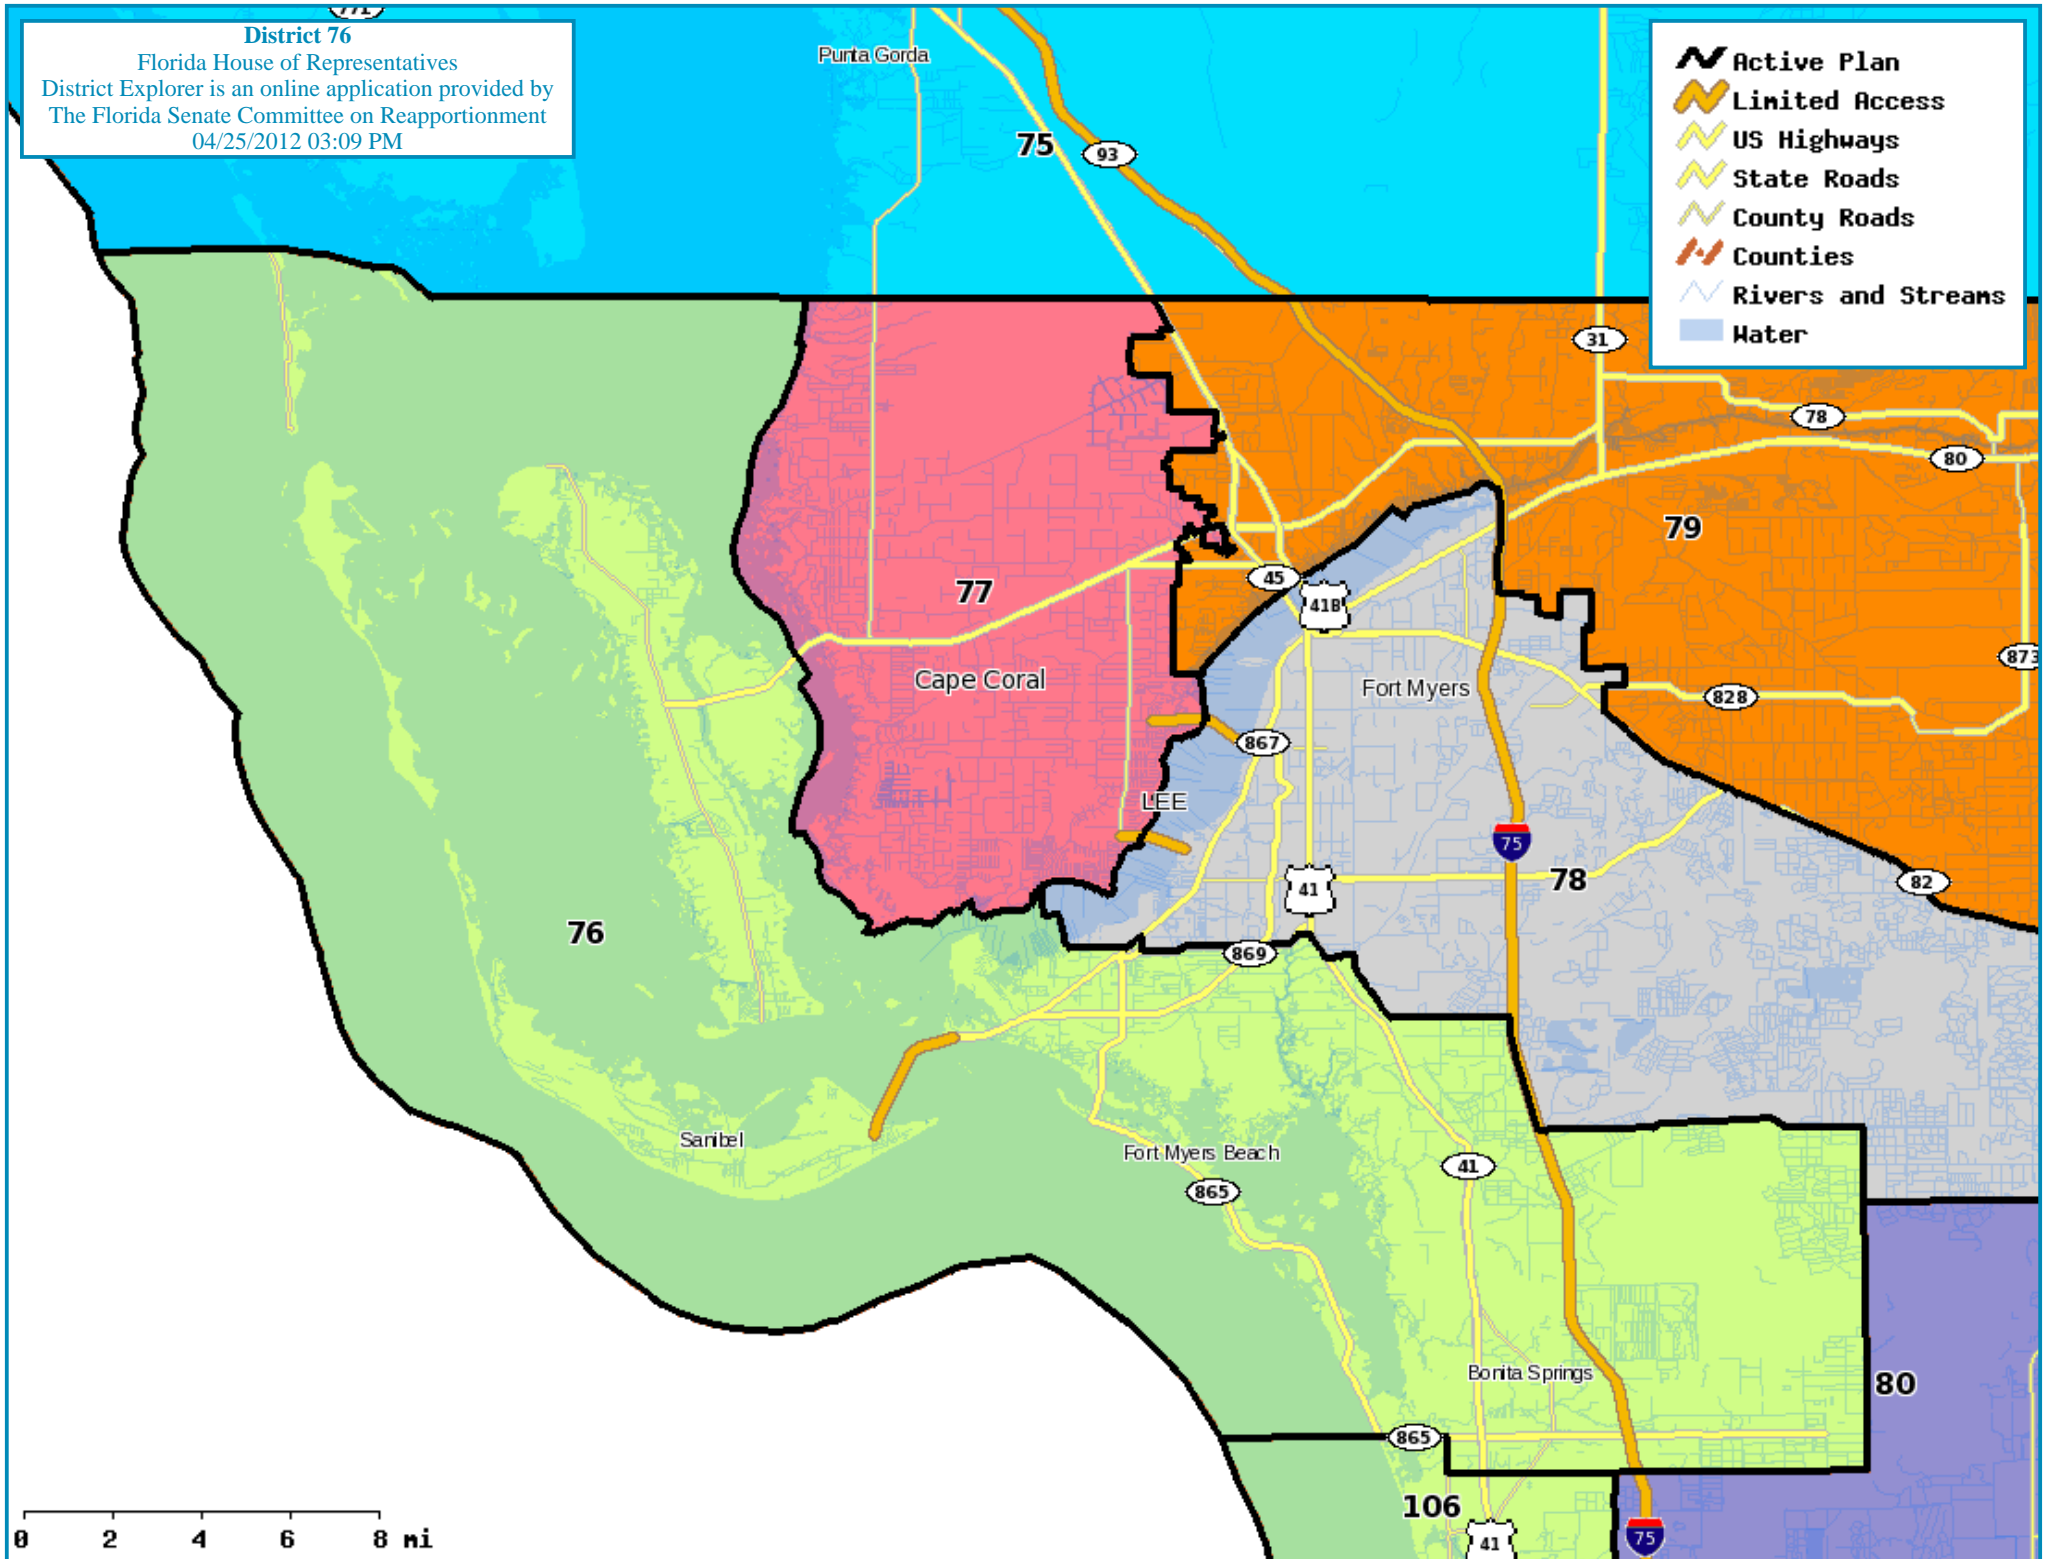 771
District 76
Florida House of Representatives
District Explorer is an online application provided by
The Florida Senate Committee on Reapportionment
04/25/2012 03:09 PM
Active Plan
Limited Access
US Highways
State Roads
County Roads
Counties
Rivers and Streams
Water
Punta Gorda
75
93
31
78
80
79
45
41B
77
Cape Coral
Fort Myers
873
828
867
LEE
75
41
78
82
76
869
Sanibel
Fort Myers Beach
41
865
Bonita Springs
80
865
106
41
75
0 2 4 6 8 mi